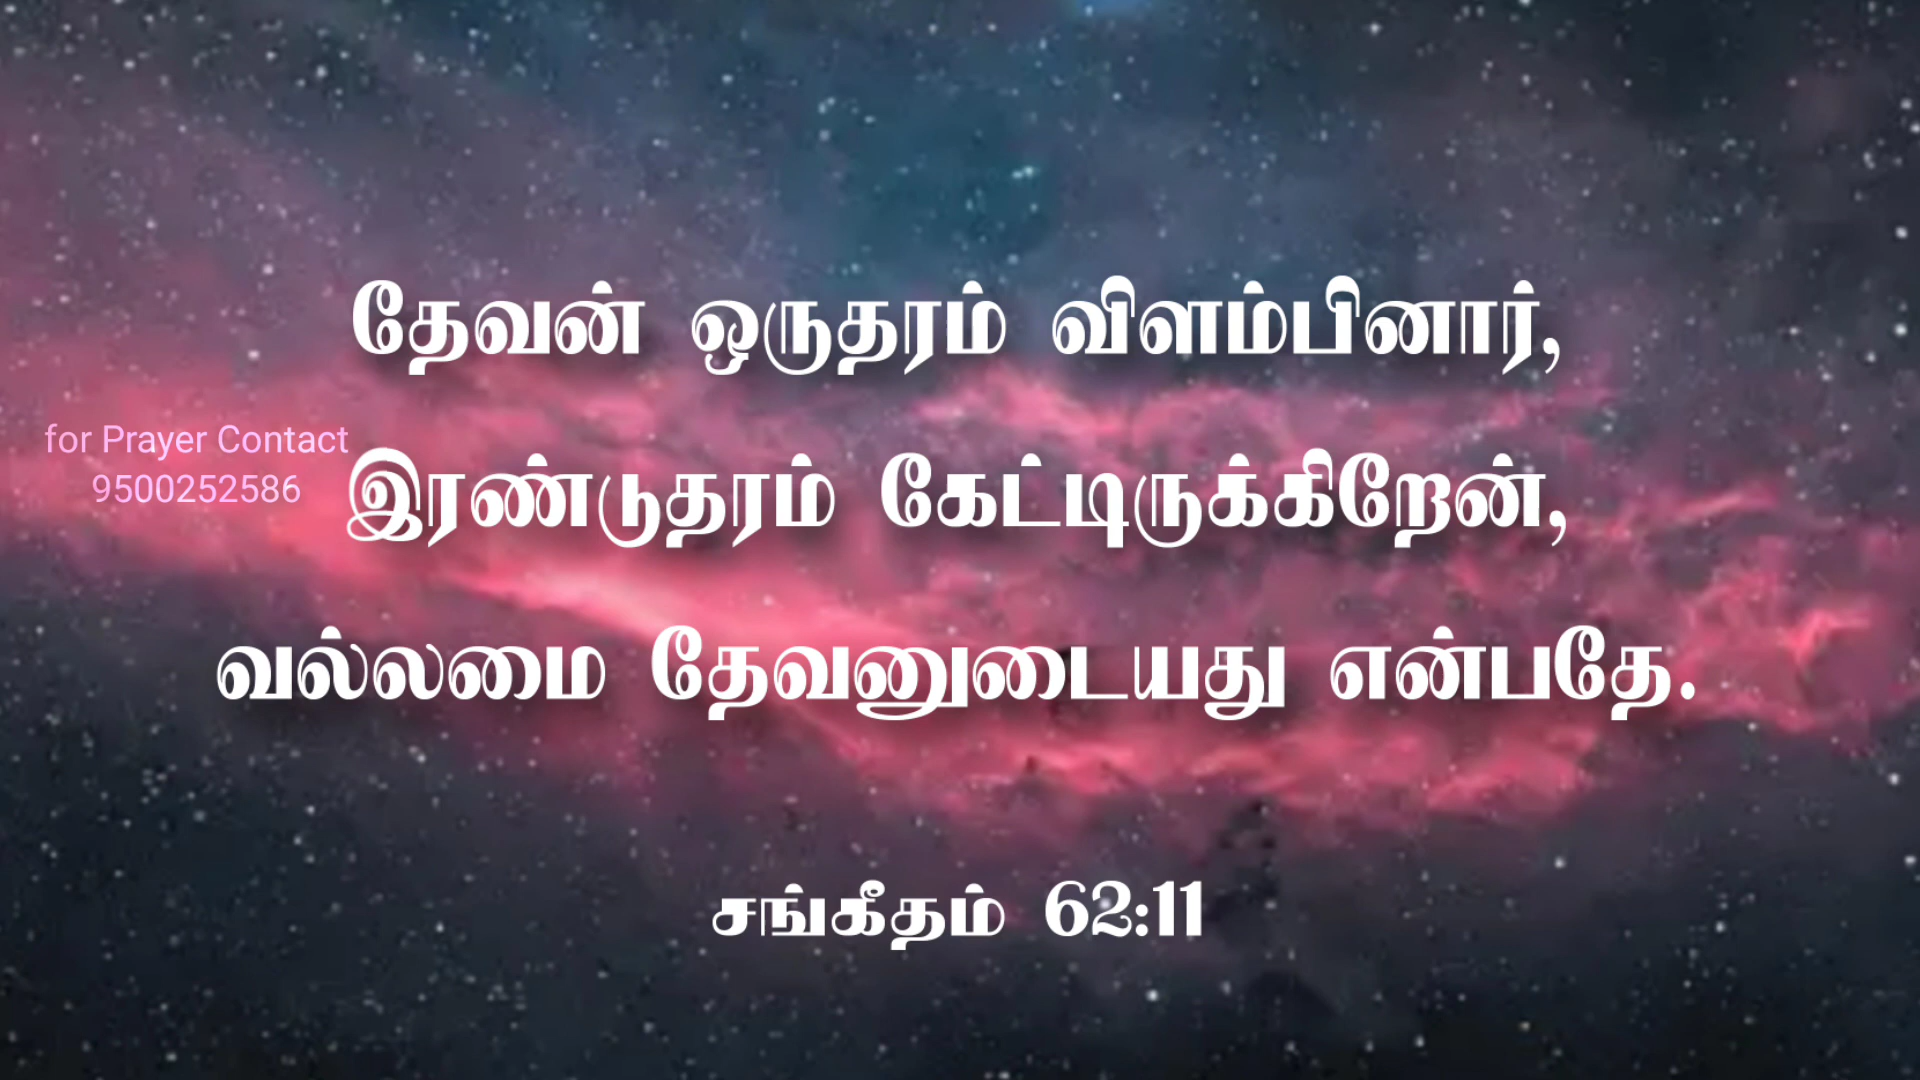 தேவன் ஒருதரம் விளம்பினார்,
for Prayer Contact
9500252586
இரண்டுதரம் கேட்டிருக்கிறேன்,
வல்லமை தேவனுடையது என்பதே.
சங்கீதம் 62:11